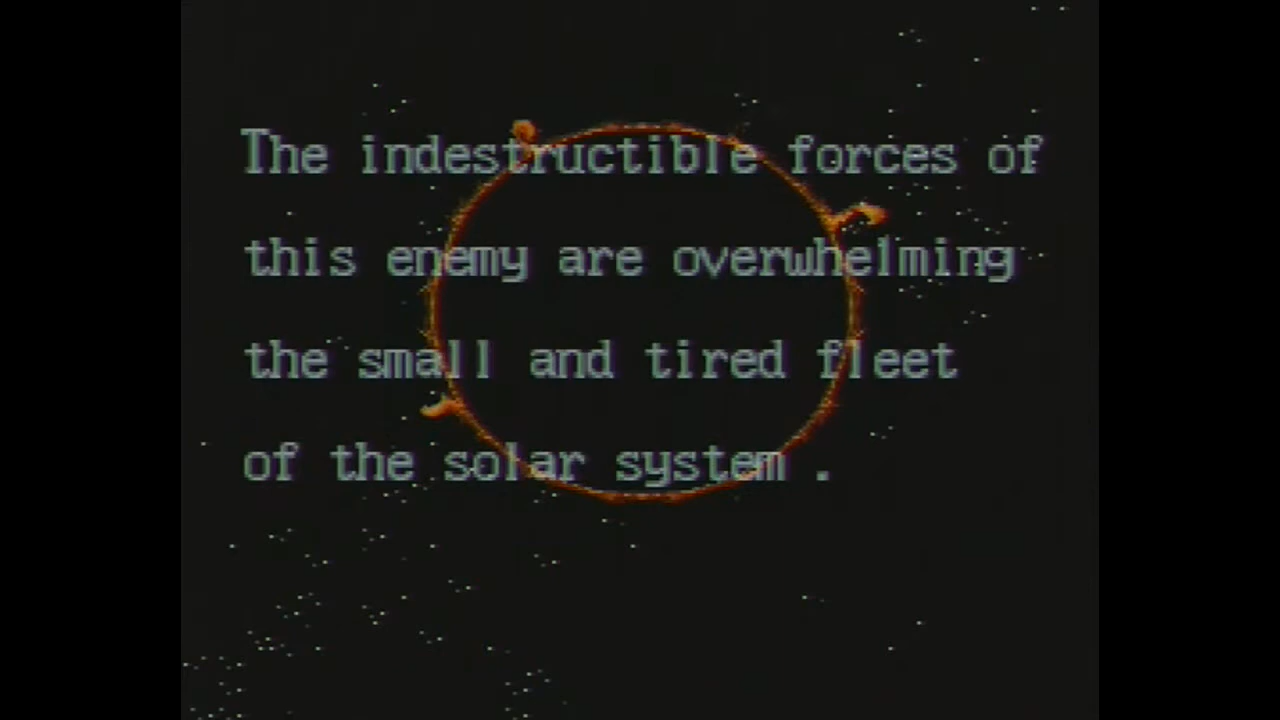 The indestructible forces of
this enemy are overwhelming
the small and tired fleet
of the solar system .